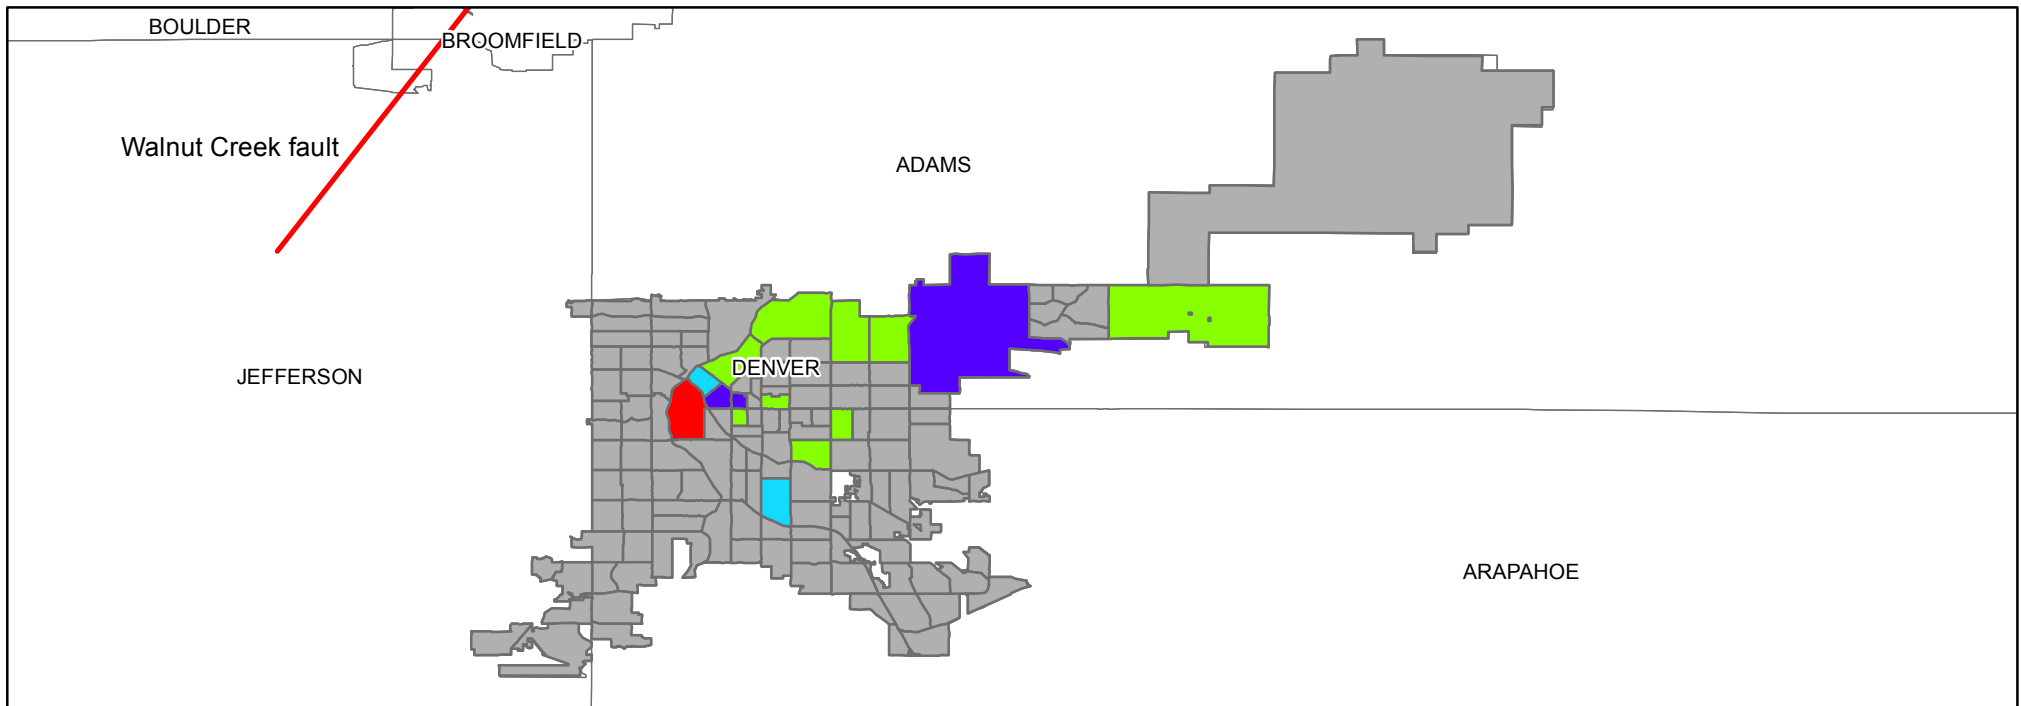 BOULDER
BROOMFIELD
Walnut Creek fault
ADAMS
DENVER
JEFFERSON
ARAPAHOE